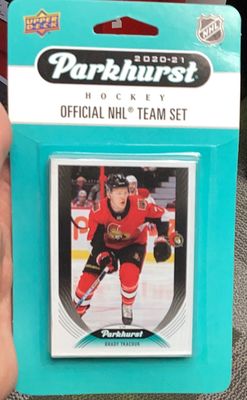 UPPER DECK
2020-21
NHL
Parkhurst
HOCKEY
OFFICIAL NHL® TEAM SET
Parkhurst
BRADY TKACHUK